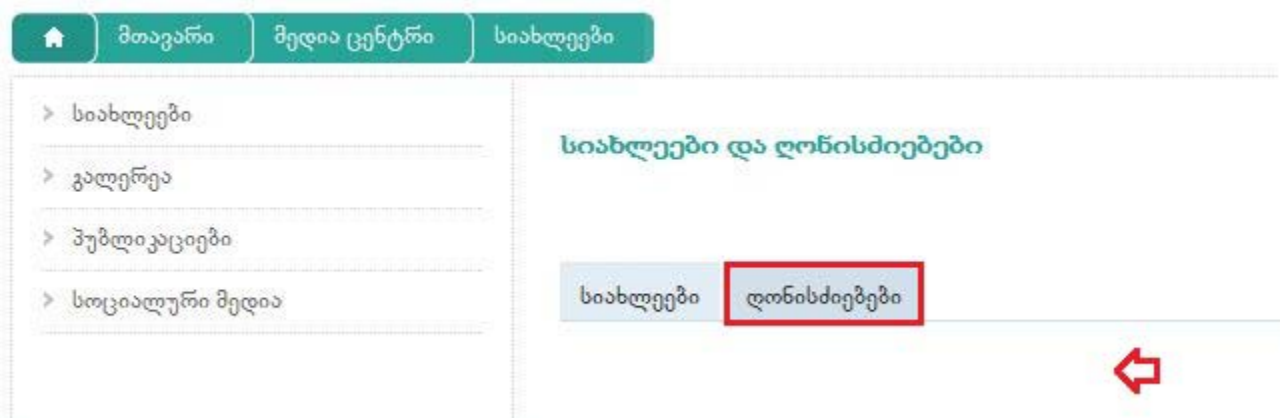 მთავარი მედია ცენტრი სიახლეები
სიახლეები
გალერეა
პუბლიკაციები
სოციალური მედია
სიახლეები და ღონისძიებები
სიახლეები ღონისძიებები